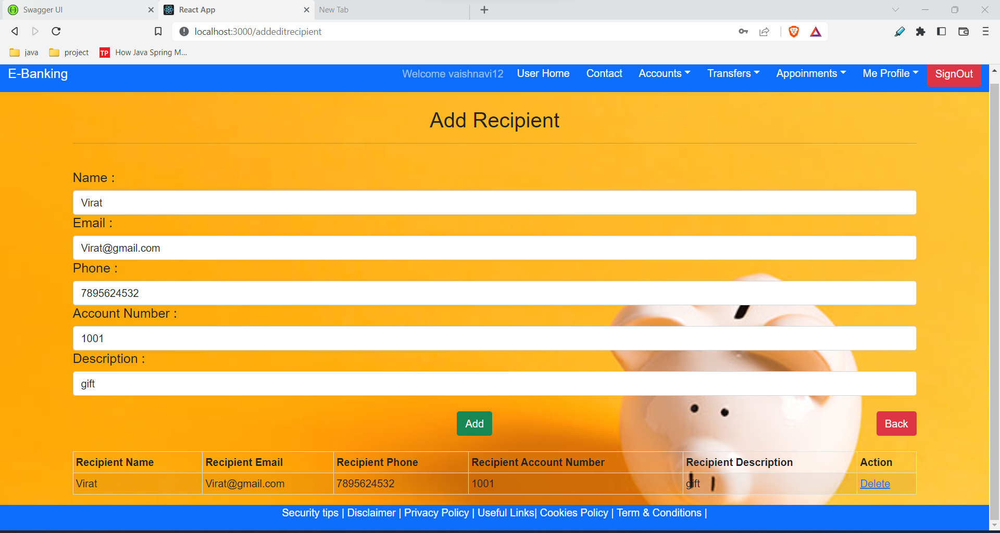 Swagger UI
React App
New Tab
localhost:3000/addeditrecipient
java
project
TP
How Java Spring M...
E-Banking
Welcome vaishnavi12
User Home
Contact
Accounts
Transfers
Appoinments
Me Profile
SignOut
Add Recipient
Name :
Virat
Email :
Virat@gmail.com
Phone :
7895624532
Account Number :
1001
Description :
gift
Add
Back
Recipient Name Recipient Email Recipient Phone Recipient Account Number Recipient Description Action
Virat Virat@gmail.com 7895624532 1001 gift Delete
Security tips | Disclaimer | Privacy Policy | Useful Links| Cookies Policy | Term & Conditions |